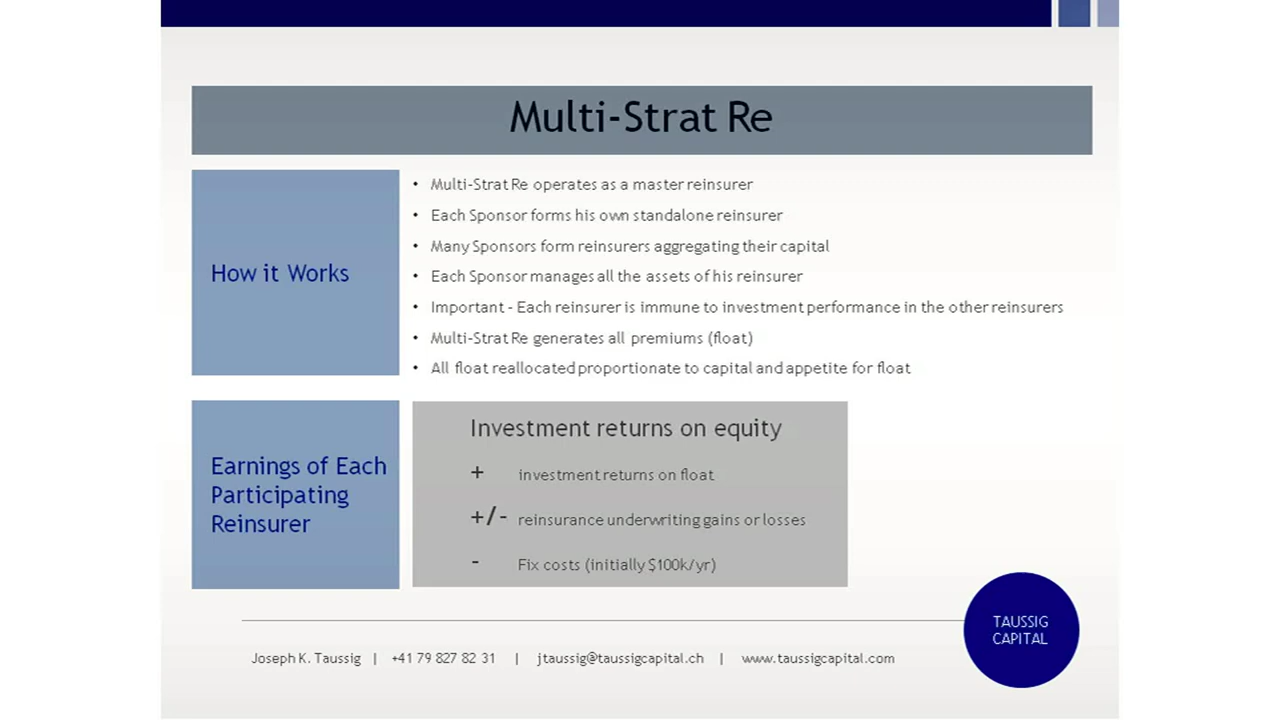 Multi-Strat Re
How it Works
• Multi-Strat Re operates as a master reinsurer
• Each Sponsor forms his own standalone reinsurer
• Many Sponsors form reinsurers aggregating their capital
• Each Sponsor manages all the assets of his reinsurer
• Important - Each reinsurer is immune to investment performance in the other reinsurers
• Multi-Strat Re generates all premiums (float)
• All float reallocated proportionate to capital and appetite for float
Earnings of Each
Participating
Reinsurer
Investment returns on equity
+ investment returns on float
+/- reinsurance underwriting gains or losses
- Fix costs (initially $100k/yr)
TAUSSIG
CAPITAL
Joseph K. Taussig | +41 79 827 82 31 | jtaussig@taussigcapital.ch | www.taussigcapital.com